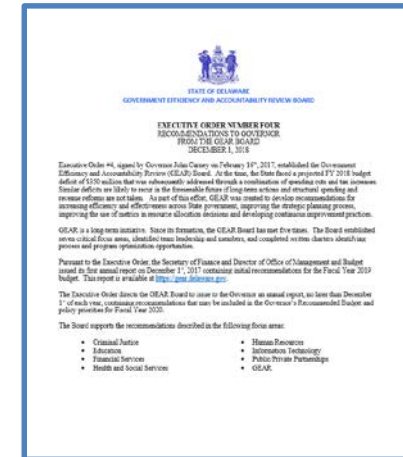 STATE OF DELAWARE
GOVERNMENT EFFICIENCY AND ACCOUNTABILITY REVIEW BOARD
EXECUTIVE ORDER NUMBER FOUR
RECOMMENDATIONS TO GOVERNOR
FROM THE GEAR BOARD
DECEMBER 1, 2018
Executive Order #4, signed by Governor John Carney on February 16th, 2017, established the Government
Efficiency and Accountability Review (GEAR) Board. At the time, the State faced a projected FY 2018 budget
deficit of $350 million that was subsequently addressed through a combination of spending cuts and tax increases.
Similar deficits are likely to recur in the foreseeable future if long-term actions and structural spending and
revenue reforms are not taken. As part of this effort, GEAR was created to develop recommendations for
increasing efficiency and effectiveness across State government, improving the strategic planning process,
improving the use of metrics in resource allocation decisions and developing continuous improvement practices.
GEAR is a long-term initiative. Since its formation, the GEAR Board has met five times. The Board established
seven critical focus areas, identified team leadership and members, and completed written charters identifying
process and program optimization opportunities.
Pursuant to the Executive Order, the Secretary of Finance and Director of Office of Management and Budget
issued its first annual report on December 1st, 2017 containing initial recommendations for the Fiscal Year 2019
budget. This report is available at https://gear.delaware.gov.
The Executive Order directs the GEAR Board to issue to the Governor an annual report, no later than December
1st of each year, containing recommendations that may be included in the Governor's Recommended Budget and
policy priorities for Fiscal Year 2020.
The Board supports the recommendations described in the following focus areas:
• Criminal Justice
• Education
• Financial Services
• Health and Social Services
• Human Resources
• Information Technology
• Public Private Partnerships
• GEAR